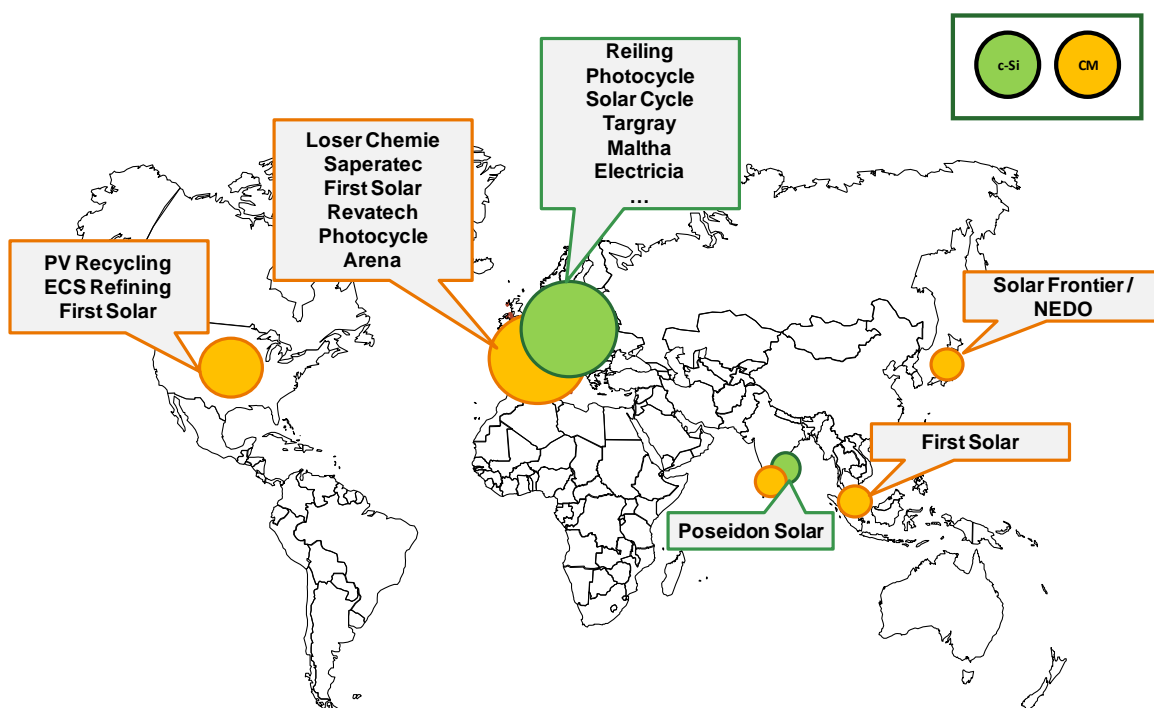 c-Si
CM
Reiling
Photocycle
Solar Cycle
Targray
Maltha
Electricia
...
Loser Chemie
Saperatec
First Solar
Revatech
Photocycle
Arena
PV Recycling
ECS Refining
First Solar
Solar Frontier /
NEDO
First Solar
Poseidon Solar